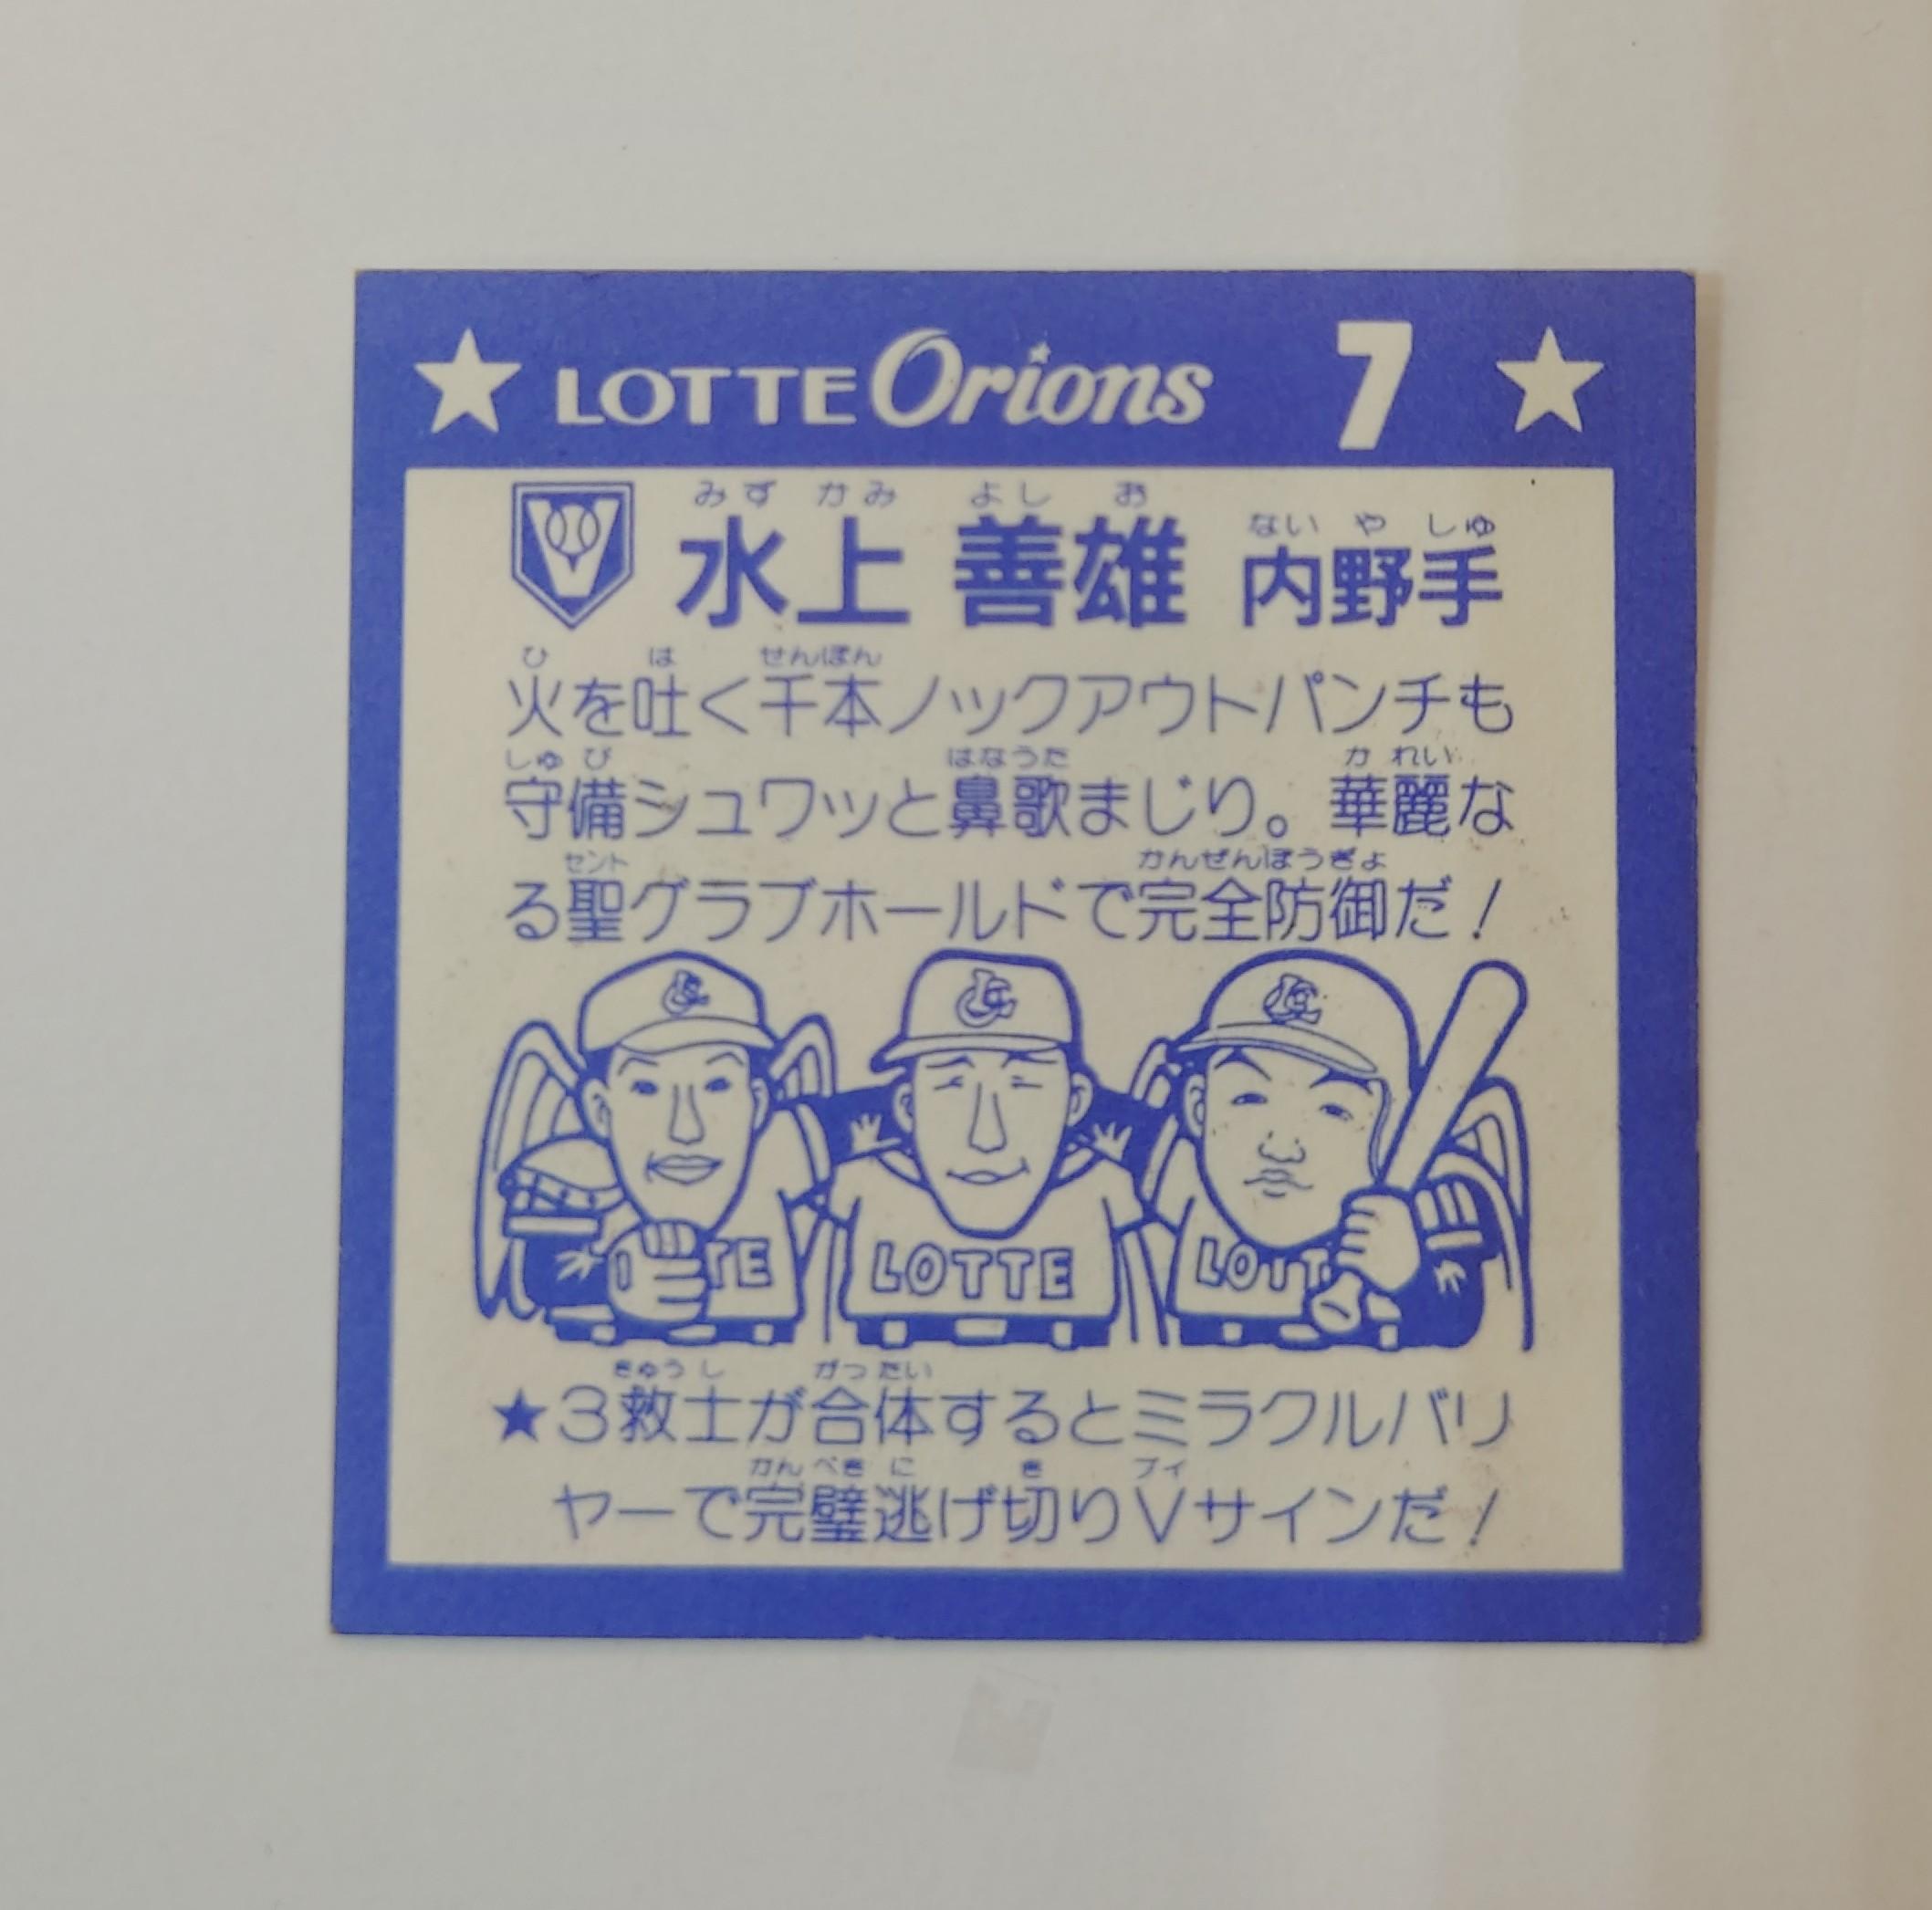 ★ LOTTE Orions 7 ★
みず かみ よし お ない や しゅ
水上 善雄 内野手
ひ は せんぼん
火を吐く千本ノックアウトパンチも
しゅ び はなうた か れい
守備シュワッと鼻歌まじり。華麗な
セント かんぜんぼうぎょ
る聖グラブホールドで完全防御だ！
LOTTE
きゅう し がっ たい
★3救士が合体するとミラクルバリ
かん ぺき に き ブイ
ヤーで完璧逃げ切りVサインだ！